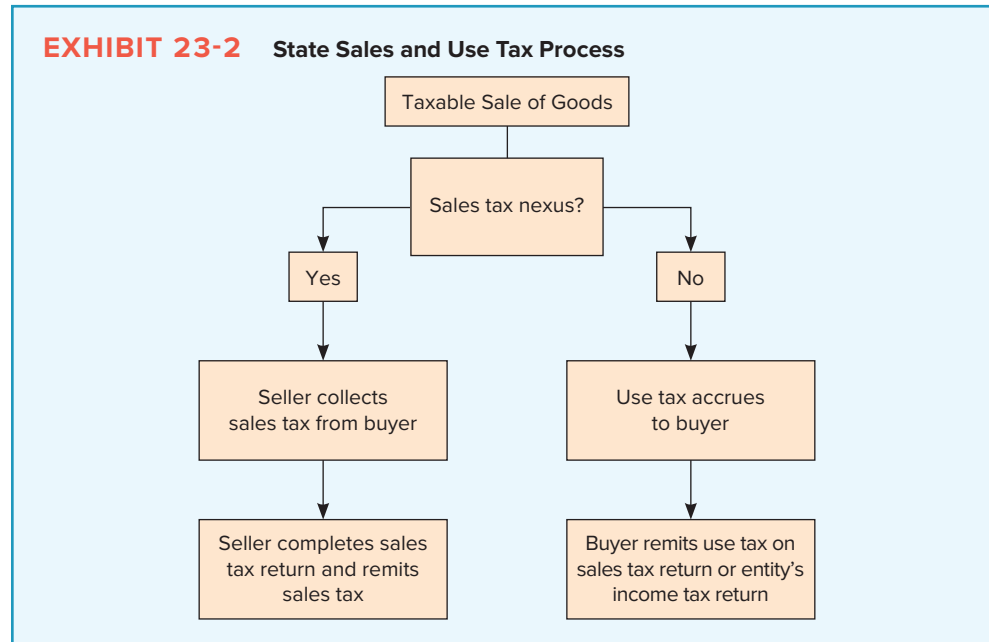 EXHIBIT 23-2 State Sales and Use Tax Process
Taxable Sale of Goods
Sales tax nexus?
Yes
No
Seller collects
sales tax from buyer
Use tax accrues
to buyer
Seller completes sales
tax return and remits
sales tax
Buyer remits use tax on
sales tax return or entity’s
income tax return